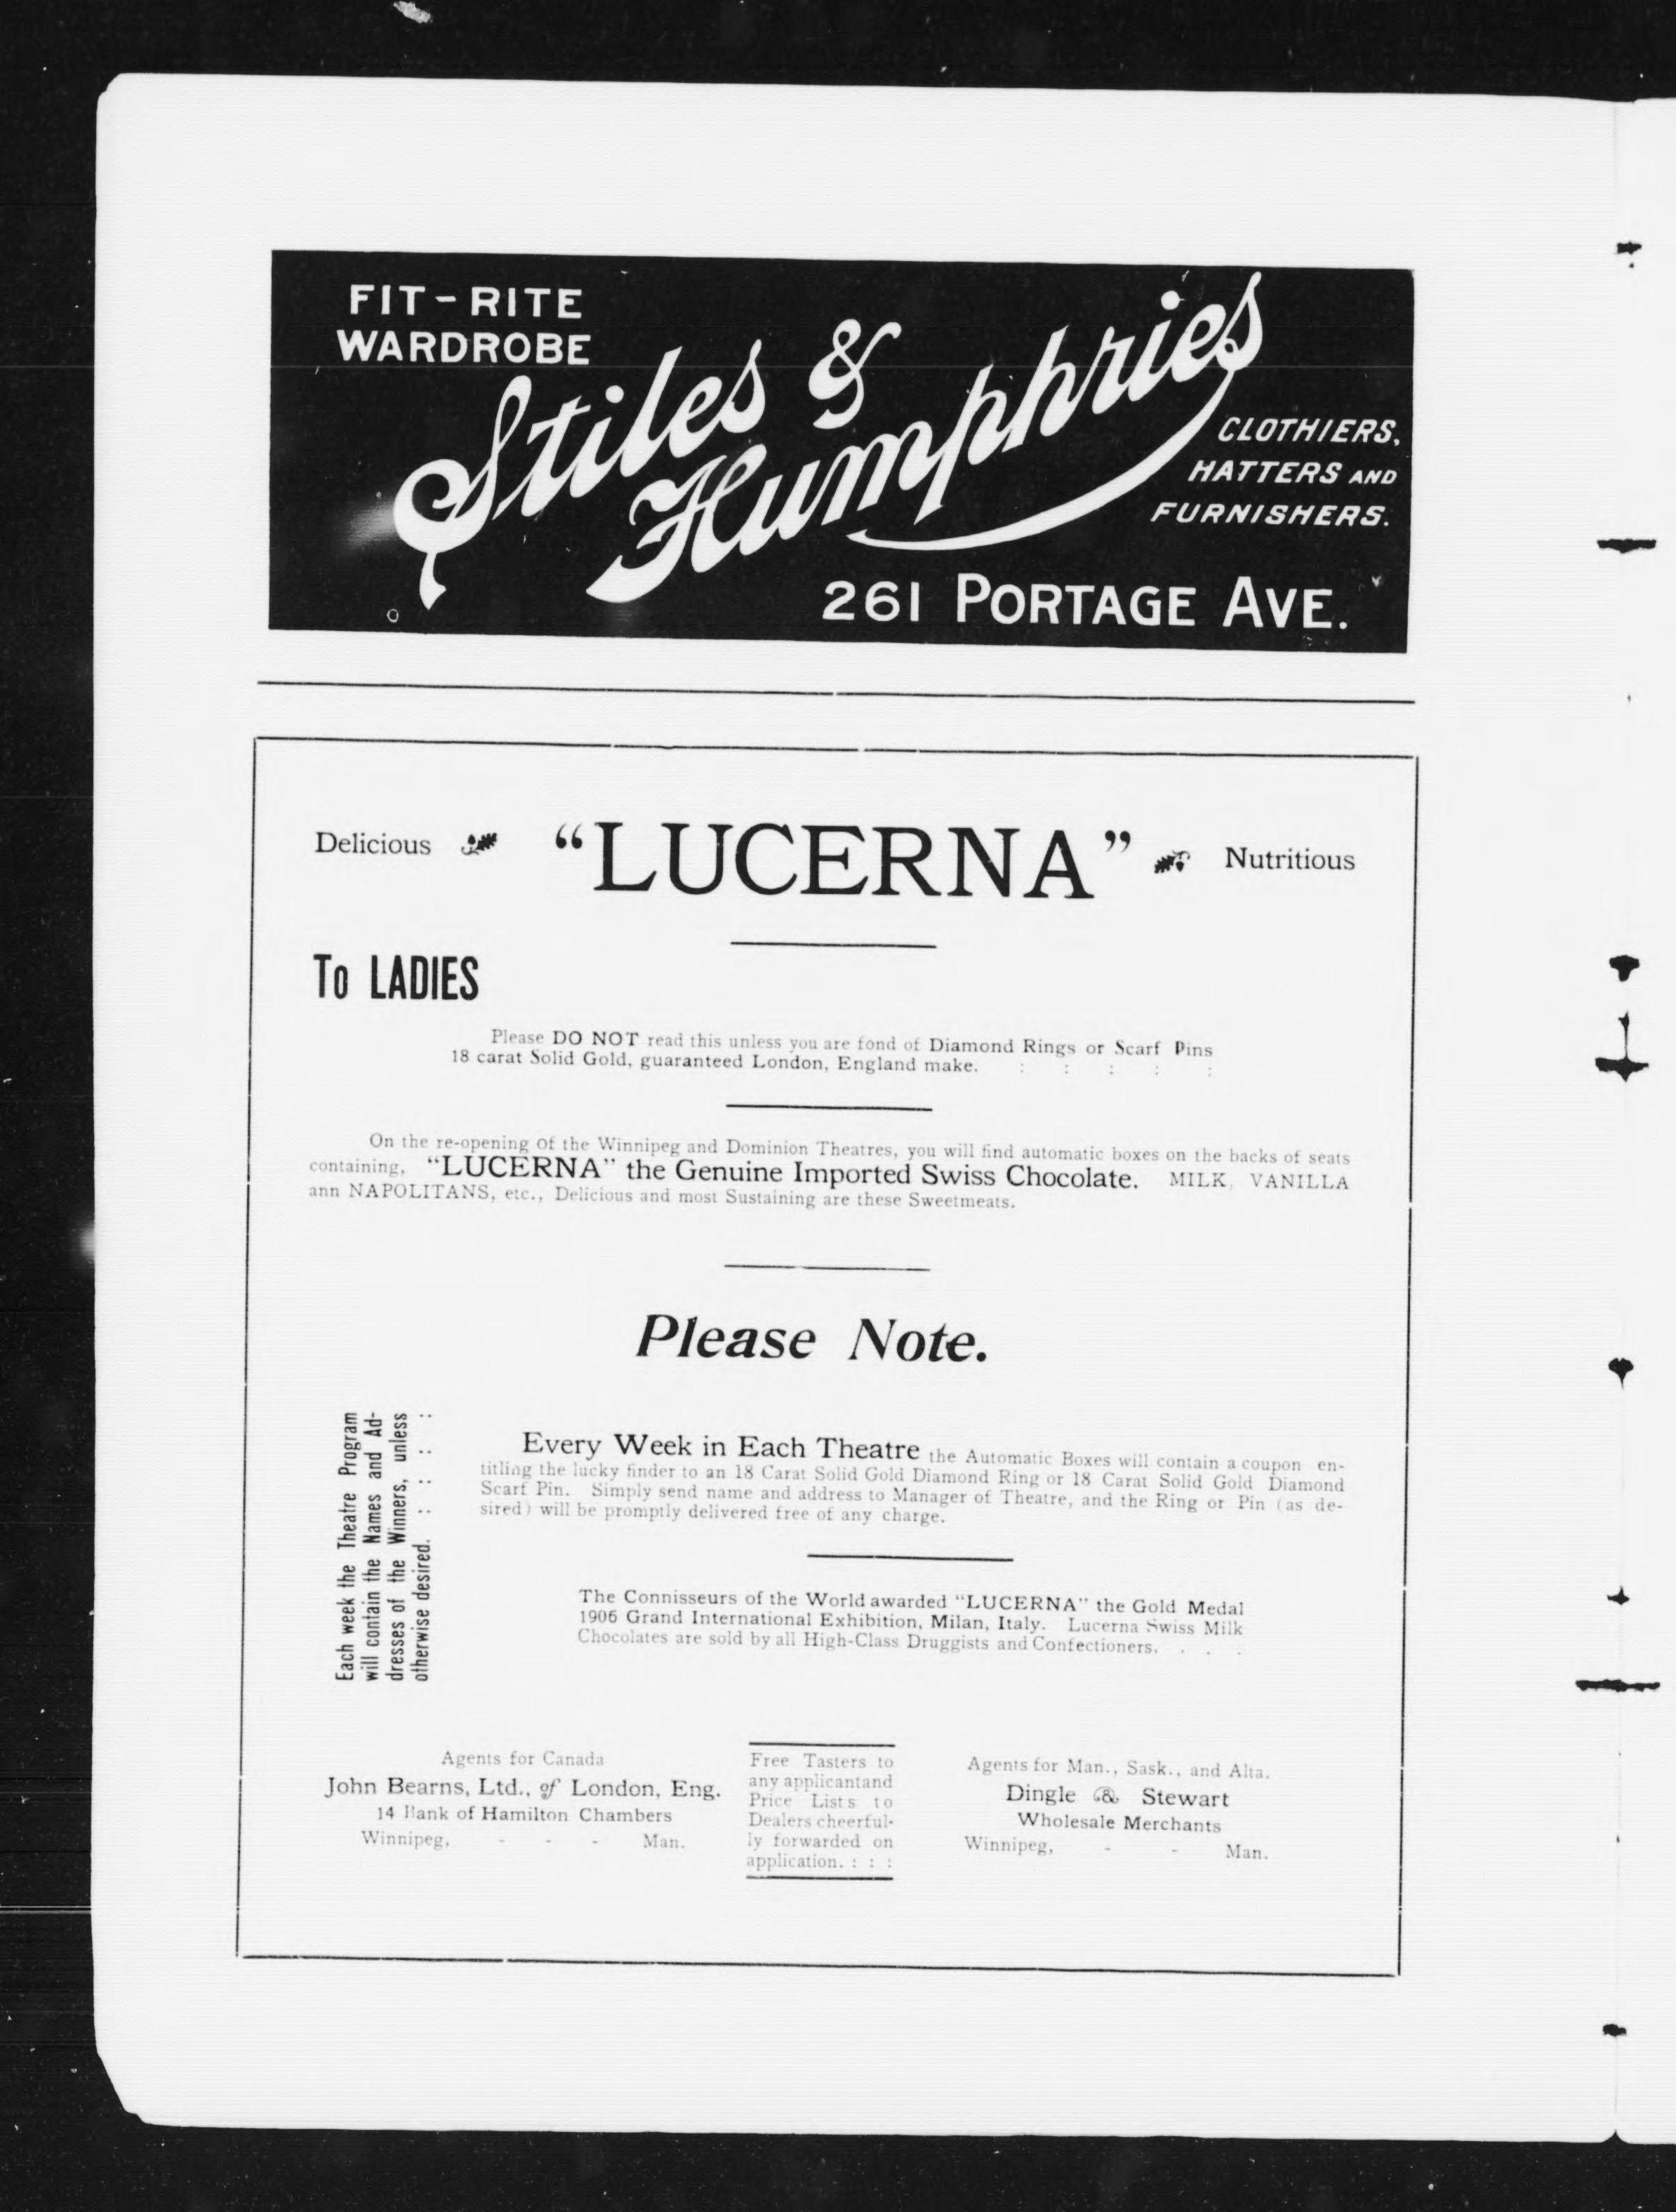 FIT-RITE
WARDROBE
Stiles &
Humphries
CLOTHIERS,
HATTERS AND
FURNISHERS.
261 PORTAGE AVE.
Delicious "LUCERNA" Nutritious
To LADIES
Please DO NOT read this unless you are fond of Diamond Rings or Scarf Pins
18 carat Solid Gold, guaranteed London, England make. : : : : :
On the re-opening of the Winnipeg and Dominion Theatres, you will find automatic boxes on the backs of seats
containing, "LUCERNA" the Genuine Imported Swiss Chocolate. MILK, VANILLA
ann NAPOLITANS, etc., Delicious and most Sustaining are these Sweetmeats.
Please Note.
Each week the Theatre Program
will contain the Names and Ad-
dresses of the Winners, unless
otherwise desired. : : : :
Every Week in Each Theatre the Automatic Boxes will contain a coupon en-
titling the lucky finder to an 18 Carat Solid Gold Diamond Ring or 18 Carat Solid Gold Diamond
Scarf Pin. Simply send name and address to Manager of Theatre, and the Ring or Pin (as de-
sired) will be promptly delivered free of any charge.
The Connisseurs of the World awarded "LUCERNA" the Gold Medal
1906 Grand International Exhibition, Milan, Italy. Lucerna Swiss Milk
Chocolates are sold by all High-Class Druggists and Confectioners. . . .
Agents for Canada
John Bearns, Ltd., of London, Eng.
14 Bank of Hamilton Chambers
Winnipeg, - - - Man.
Free Tasters to
any applicantand
Price Lists to
Dealers cheerful-
ly forwarded on
application. : : :
Agents for Man., Sask., and Alta.
Dingle & Stewart
Wholesale Merchants
Winnipeg, - - Man.